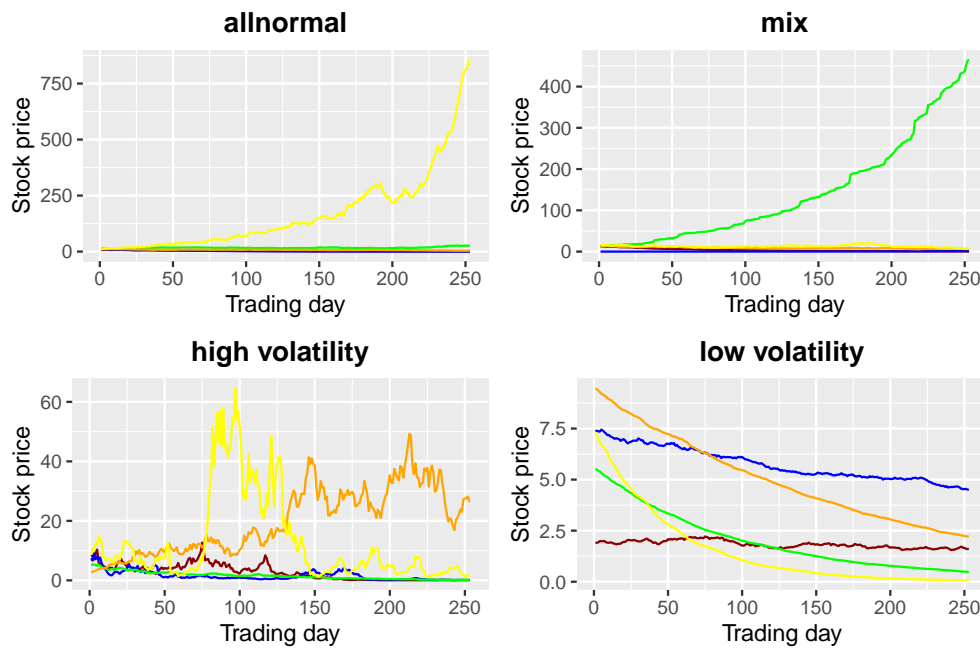 allnormal
Stock price
750
500
250
0
0 50 100 150 200 250
Trading day
mix
Stock price
400
300
200
100
0
0 50 100 150 200 250
Trading day
high volatility
Stock price
60
40
20
0
0 50 100 150 200 250
Trading day
low volatility
Stock price
7.5
5.0
2.5
0.0
0 50 100 150 200 250
Trading day